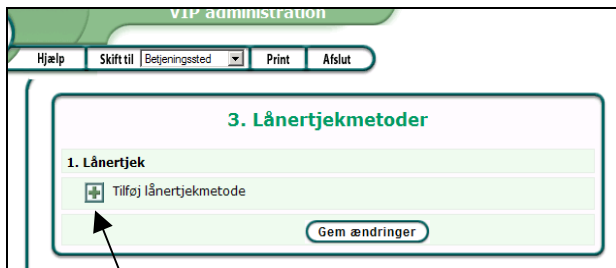 VIP administration
Hjælp Skift til Betjeningssted Print Afslut
3. Lånertjekmetoder
1. Lånertjek
Tilføj lånertjekmetode
Gem ændringer